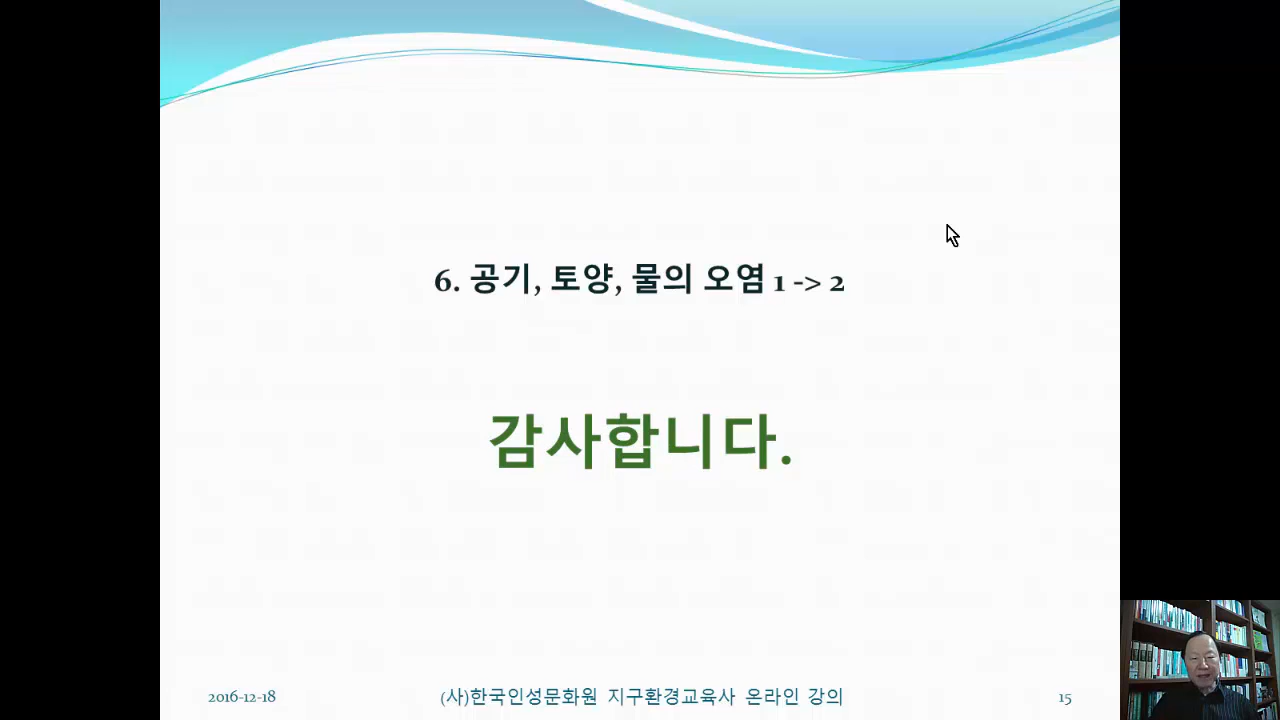 6. 공기, 토양, 물의 오염 1 -> 2
감사합니다.
2016-12-18
(사)한국인성문화원 지구환경교육사 온라인 강의
15